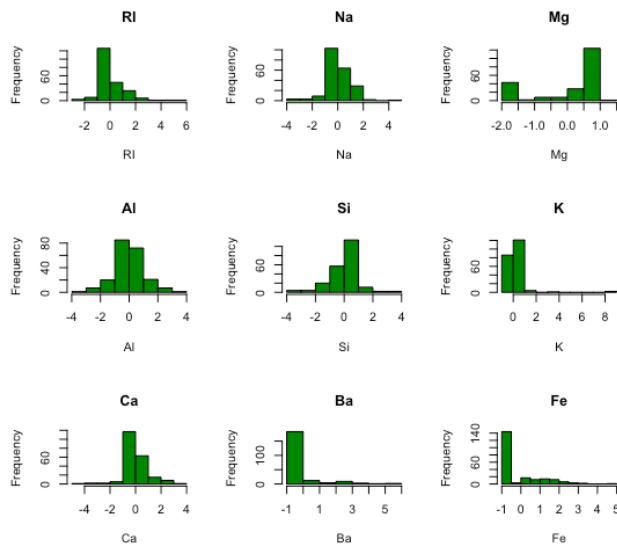 RI Na Mg
Frequency 0 60 Frequency 0 60 Frequency 0 60
-2 0 2 4 6 -4 -2 0 2 4 -2.0 -1.0 0.0 1.0
RI Na Mg
Al Si K
Frequency 0 40 80 Frequency 0 60 Frequency 0 60
-4 -2 0 2 4 -4 -2 0 2 4 0 2 4 6 8
Al Si K
Ca Ba Fe
Frequency 0 60 Frequency 0 100 Frequency 0 60 140
-4 -2 0 2 4 -1 1 3 5 -1 0 1 2 3 4 5
Ca Ba Fe